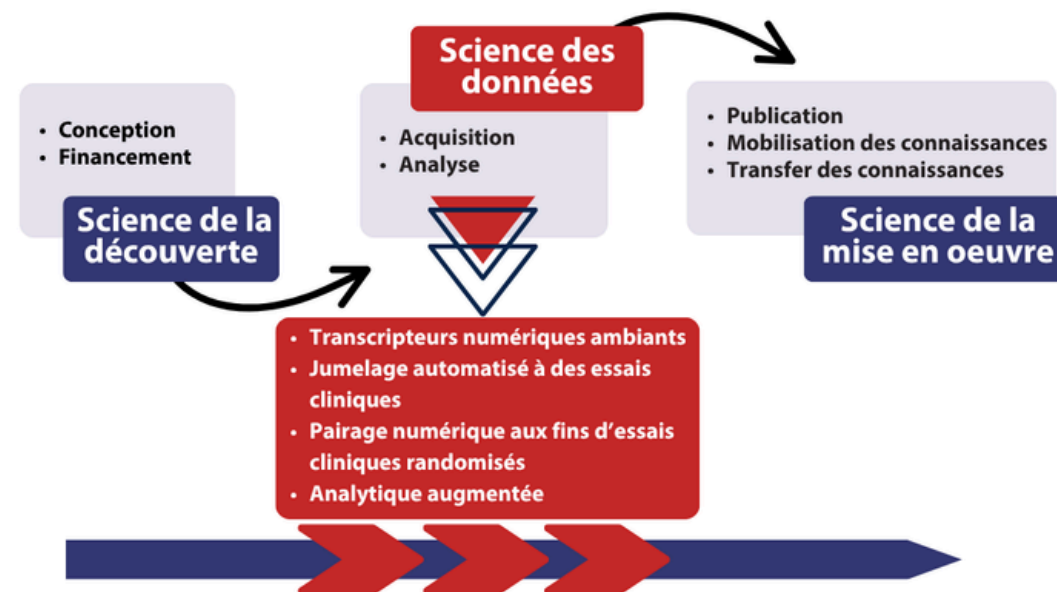 • Conception
• Financement
Science de la
découverte
Science des
données
• Acquisition
• Analyse
• Publication
• Mobilisation des connaissances
• Transfer des connaissances
Science de la
mise en oeuvre
• Transcripteurs numériques ambiants
• Jumelage automatisé à des essais
cliniques
• Pairage numérique aux fins d’essais
cliniques randomisés
• Analytique augmentée